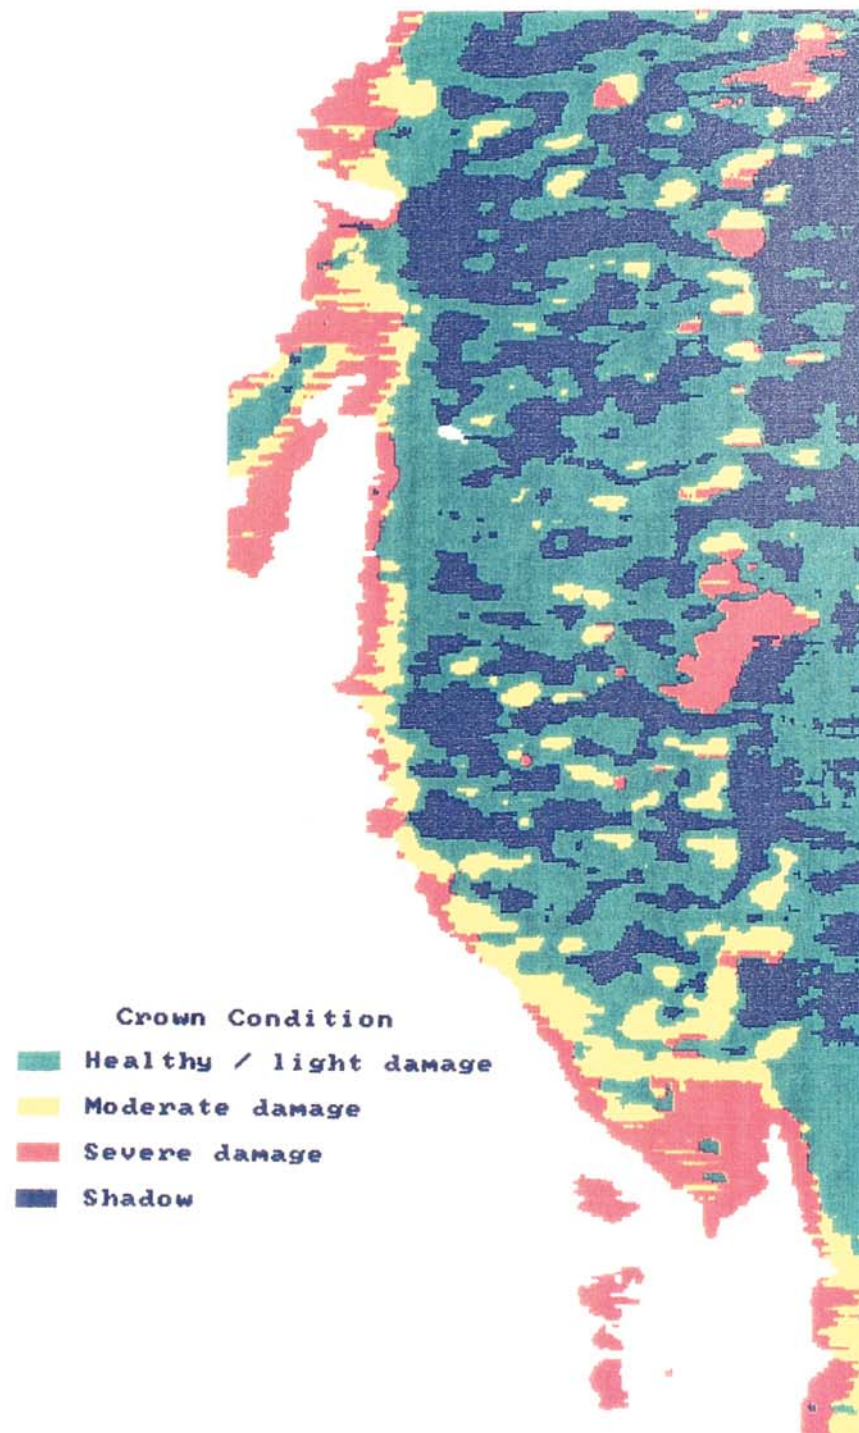 Crown Condition
Healthy / light damage
Moderate damage
Severe damage
Shadow